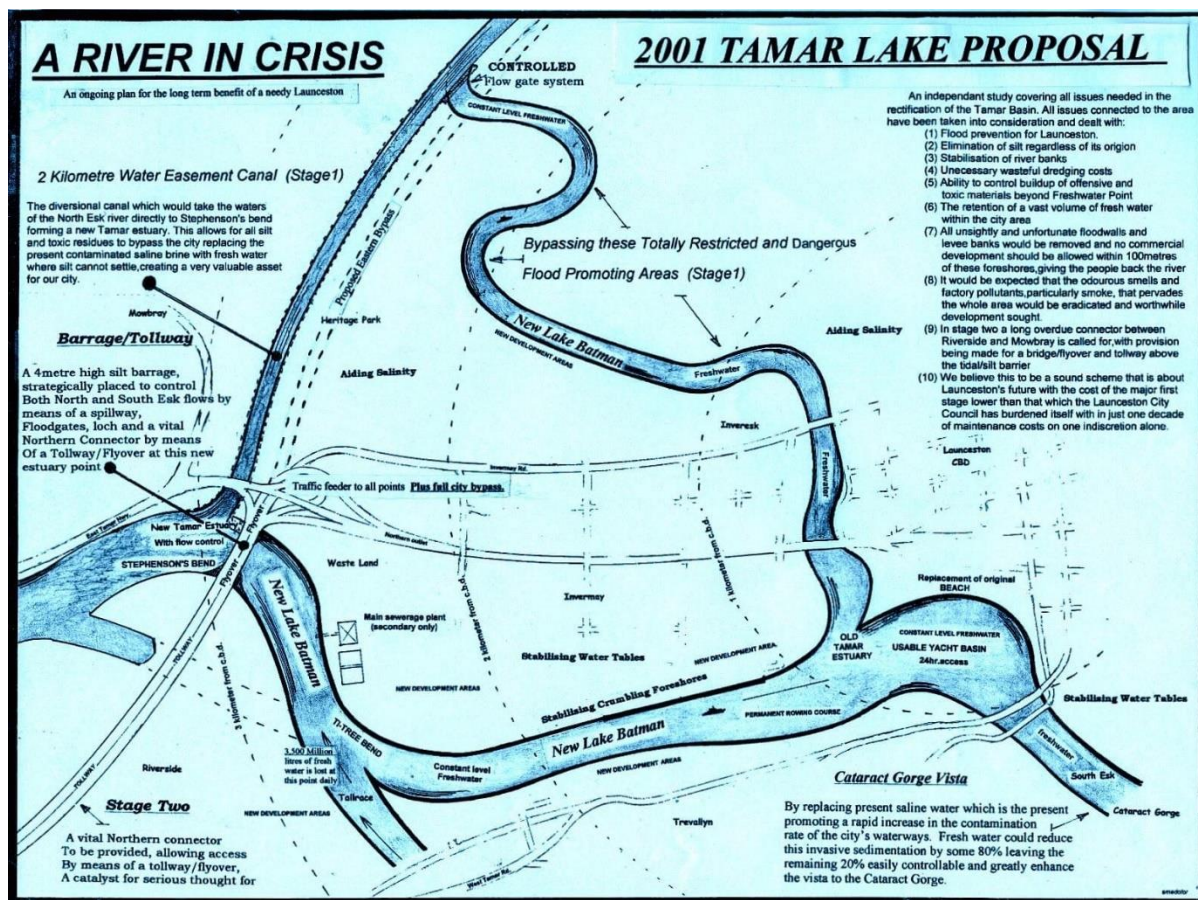 A RIVER IN CRISIS
An ongoing plan for the long term benefit of a needy Launceston
2001 TAMAR LAKE PROPOSAL
An independant study covering all issues needed in the
rectification of the Tamar Basin. All issues connected to the area
have been taken into consideration and dealt with:
(1) Flood prevention for Launceston.
(2) Elimination of silt regardless of its origion
(3) Stabilisation of river banks
(4) Unecessary wasteful dredging costs
(5) Ability to control buildup of offensive and
toxic materials beyond Freshwater Point
(6) The retention of a vast volume of fresh water
within the city area
(7) All unsightly and unfortunate floodwalls and
levee banks would be removed and no commercial
development should be allowed within 100metres
of these foreshores,giving the people back the river
(8) It would be expected that the odourous smells and
factory pollutants,particularly smoke, that pervades
the whole area would be eradicated and worthwhile
development sought.
(9) In stage two a long overdue connector between
Riverside and Mowbray is called for,with provision
being made for a bridge/flyover and tollway above
the tidal/silt barrier
(10) We believe this to be a sound scheme that is about
Launceston's future with the cost of the major first
stage lower than that which the Launceston City
Council has burdened itself with in just one decade
of maintenance costs on one indiscretion alone.
CONTROLLED
Flow gate system
CONSTANT LEVEL FRESHWATER
2 Kilometre Water Easement Canal (Stage1)
The diversional canal which would take the waters
of the North Esk river directly to Stephenson's bend
forming a new Tamar estuary. This allows for all silt
and toxic residues to bypass the city replacing the
present contaminated saline brine with fresh water
where silt cannot settle,creating a very valuable asset
for our city.
Proposed Eastern Bypass
Bypassing these Totally Restricted and Dangerous
Flood Promoting Areas (Stage1)
Mowbray
Heritage Park
Barrage/Tollway
Aiding Salinity
New Lake Batman
NEW DEVELOPMENT AREAS
Freshwater
Aiding Salinity
A 4metre high silt barrage,
strategically placed to control
Both North and South Esk flows by
means of a spillway,
Floodgates, loch and a vital
Northern Connector by means
Of a Tollway/Flyover at this new
estuary point
Inveresk
Launceston
CBD
Freshwater
Invermay Rd.
Traffic feeder to all points Plus full city bypass.
East Tamar Hwy.
New Tamar Estuary
With flow control
STEPHENSON'S BEND
Flyover
Flyover
Northern outlet
Waste Land
New Lake Batman
Main sewerage plant
(secondary only)
2 kilometer from c.b.d.
1 kilometer from c.b.d.
Invermay
Stabilising Water Tables
Replacement of original
BEACH
CONSTANT LEVEL FRESHWATER
USABLE YACHT BASIN
24hr.access
OLD
TAMAR
ESTUARY
NEW DEVELOPMENT AREA.
NEW DEVELOPMENT AREAS
TOLLWAY
3 kilometer from c.b.d.
Stabilising Crumbling Foreshores
PERMANENT ROWING COURSE
Stabilising Water Tables
TI-TREE BEND
New Lake Batman
freshwater
3,500 Million
litres of fresh
water is lost at
this point daily
Constant level
Freshwater
NEW DEVELOPMENT AREAS
Riverside
TOLLWAY
Tailrace
South Esk
Cataract Gorge
Stage Two
NEW DEVELOPMENT AREAS
Trevallyn
A vital Northern connector
To be provided, allowing access
By means of a tollway/flyover,
A catalyst for serious thought for
West Tamar Rd.
Cataract Gorge Vista
By replacing present saline water which is the present
promoting a rapid increase in the contamination
rate of the city's waterways. Fresh water could reduce
this invasive sedimentation by some 80% leaving the
remaining 20% easily controllable and greatly enhance
the vista to the Cataract Gorge.